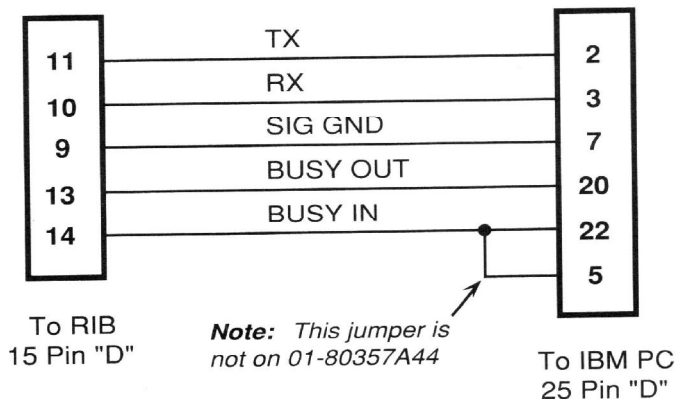 11 TX 2
10 RX 3
9 SIG GND 7
13 BUSY OUT 20
14 BUSY IN 22
5
To RIB
15 Pin "D"
Note: This jumper is
not on 01-80357A44
To IBM PC
25 Pin "D"